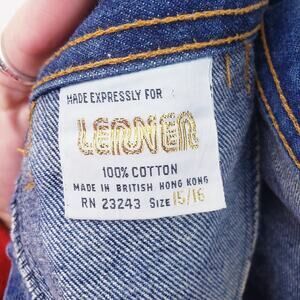 MADE EXPRESSLY FOR
LERNER
100% COTTON
MADE IN BRITISH HONG KONG
RN 23243 SIZE 15/16